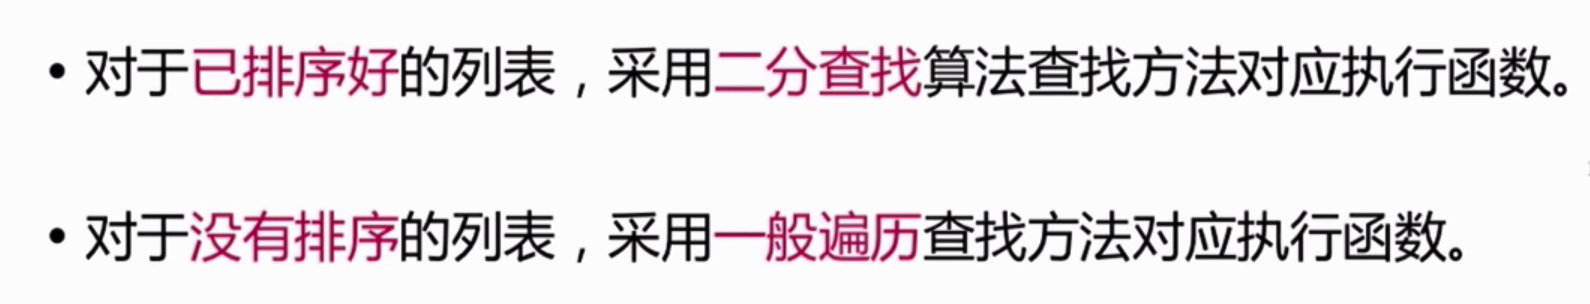 • 对于已排序好的列表，采用二分查找算法查找方法对应执行函数。
• 对于没有排序的列表，采用一般遍历查找方法对应执行函数。